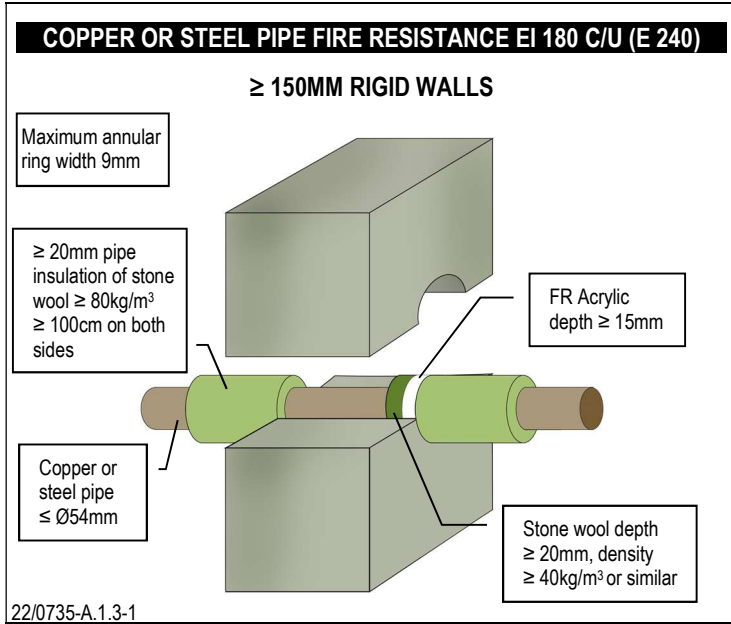 COPPER OR STEEL PIPE FIRE RESISTANCE EI 180 C/U (E 240)
≥ 150MM RIGID WALLS
Maximum annular
ring width 9mm
≥ 20mm pipe
insulation of stone
wool ≥ 80kg/m³
≥ 100cm on both
sides
FR Acrylic
depth ≥ 15mm
Copper or
steel pipe
≤ Ø54mm
Stone wool depth
≥ 20mm, density
≥ 40kg/m³ or similar
22/0735-A.1.3-1